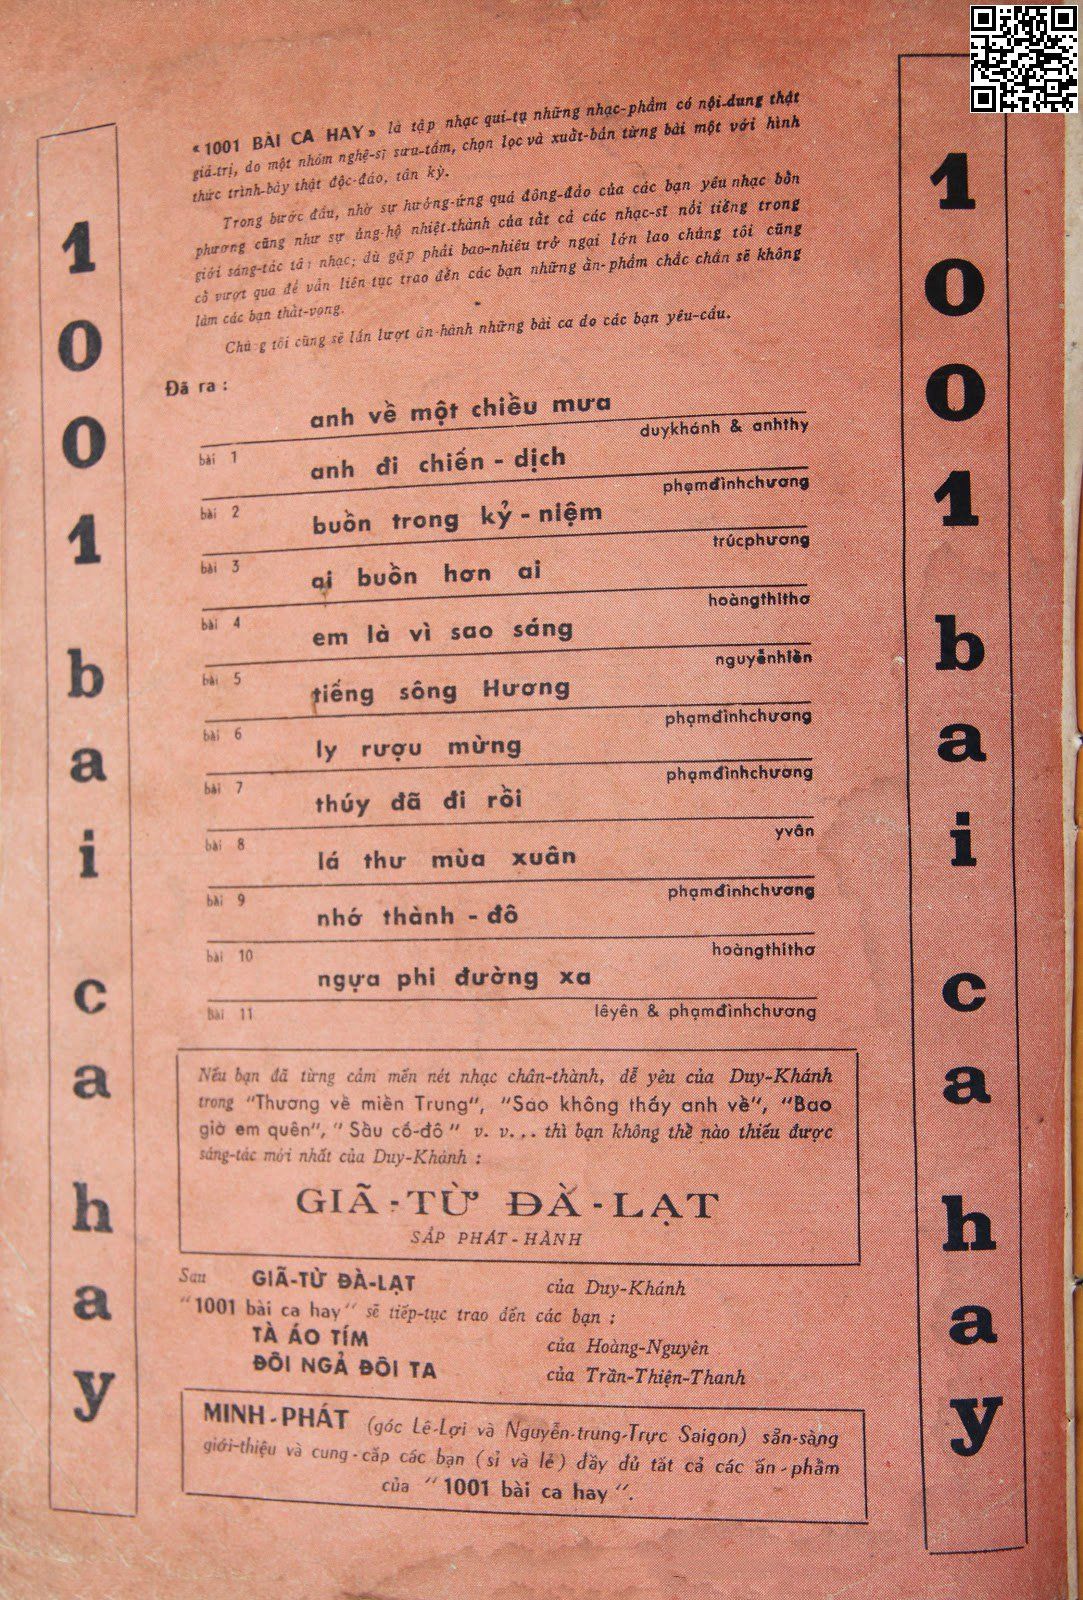 1001 bai ca hay
« 1001 BÀI CA HAY » là tập nhạc qui-tụ những nhạc-phẩm có nội-dung thật
giá-trị, do một nhóm nghệ-sĩ sưu-tầm, chọn lọc và xuất-bản từng bài một với hình
thức trình-bày thật độc-đáo, tân kỳ.
Trong bước đầu, nhờ sự hưởng-ứng quá đông-đảo của các bạn yêu nhạc bốn
phương cũng như sự ủng-hộ nhiệt-thành của tất cả các nhạc-sĩ nổi tiếng trong
giới sáng-tác tân nhạc; dù gặp phải bao-nhiêu trở ngại lớn lao chúng tôi cũng
cố vượt qua để vẫn liên-tục trao đến các bạn những ấn-phẩm chắc chắn sẽ không
làm các bạn thất-vọng.
Chúng tôi cũng sẽ lần lượt ấn-hành những bài ca do các bạn yêu-cầu.
Đã ra :
anh về một chiều mưa
bài 1 duykhánh & anhthy
anh đi chiến - dịch
bài 2 phạmđìnhchương
buồn trong kỷ - niệm
bài 3 trúcphương
ai buồn hơn ai
bài 4 hoàngthithơ
em là vì sao sáng
bài 5 nguyễnhiền
tiếng sông Hương
bài 6 phạmđìnhchương
ly rượu mừng
bài 7 phạmđìnhchương
thúy đã đi rồi
bài 8 yvân
lá thư mùa xuân
bài 9 phạmđìnhchương
nhớ thành - đô
bài 10 hoàngthithơ
ngựa phi đường xa
bài 11 lêyên & phạmđìnhchương
Nếu bạn đã từng cảm mến nét nhạc chân-thành, dễ yêu của Duy-Khánh
trong "Thương về miền Trung", "Sao không thấy anh về", "Bao
giờ em quên", "Sầu cố-đô" v. v... thì bạn không thể nào thiếu được
sáng-tác mới nhất của Duy-Khánh :
GIÃ-TỪ ĐÀ-LẠT
SẮP PHÁT-HÀNH
Sau GIÃ-TỪ ĐÀ-LẠT của Duy-Khánh
"1001 bài ca hay" sẽ tiếp-tục trao đến các bạn :
TÀ ÁO TÍM của Hoàng-Nguyên
ĐÔI NGẢ ĐÔI TA của Trần-Thiện-Thanh
MINH-PHÁT (góc Lê-Lợi và Nguyễn-trung-Trực Saigon) sẵn-sàng
giới-thiệu và cung-cấp các bạn (sỉ và lẻ) đầy đủ tất cả các ấn-phẩm
của "1001 bài ca hay".
1001 bai ca hay